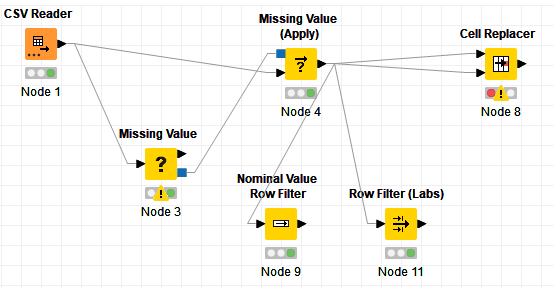 CSV Reader
Node 1
Missing Value
(Apply)
?
Node 4
Cell Replacer
!
Node 8
Missing Value
?
!
Node 3
Nominal Value
Row Filter
Node 9
Row Filter (Labs)
Node 11